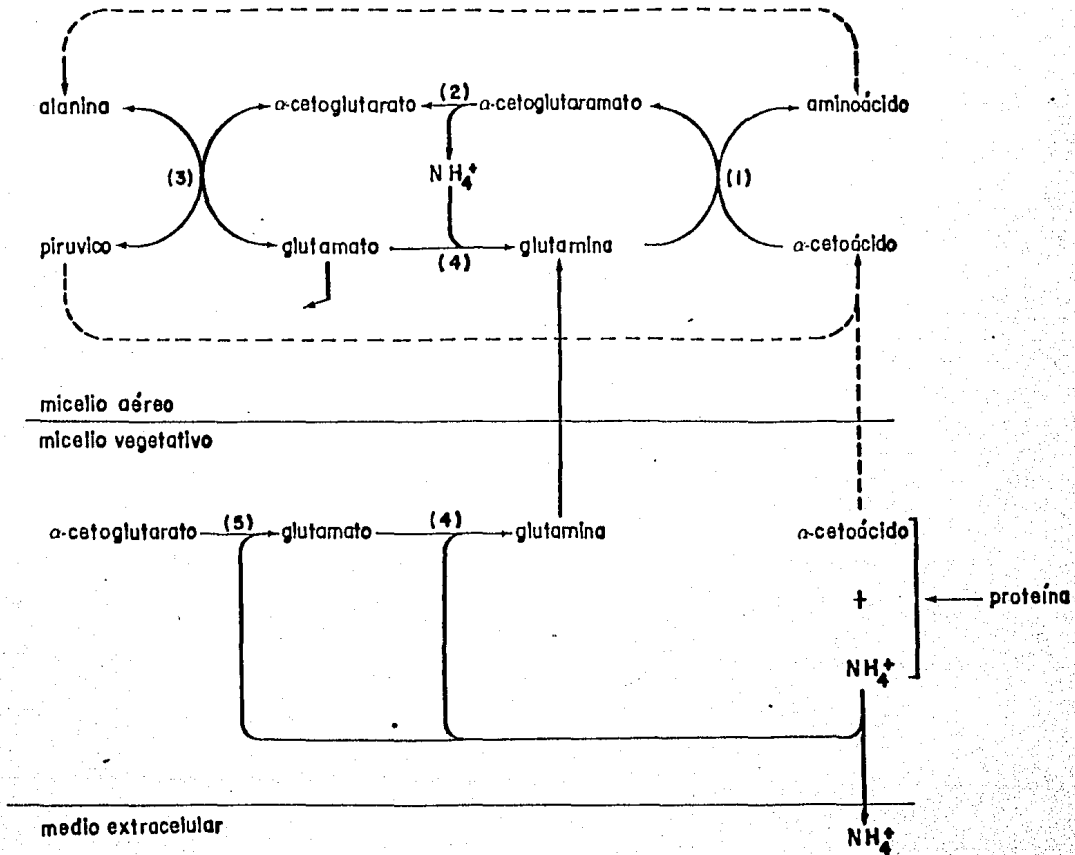 alanina
α-cetoglutarato
(2)
α-cetoglutaramato
aminoácido
(3)
NH₄⁺
(1)
piruvico
glutamato
(4)
glutamina
α-cetoácido
micelio aéreo
micelio vegetativo
α-cetoglutarato
(5)
glutamato
(4)
glutamina
α-cetoácido
+
proteína
NH₄⁺
medio extracelular
NH₄⁺